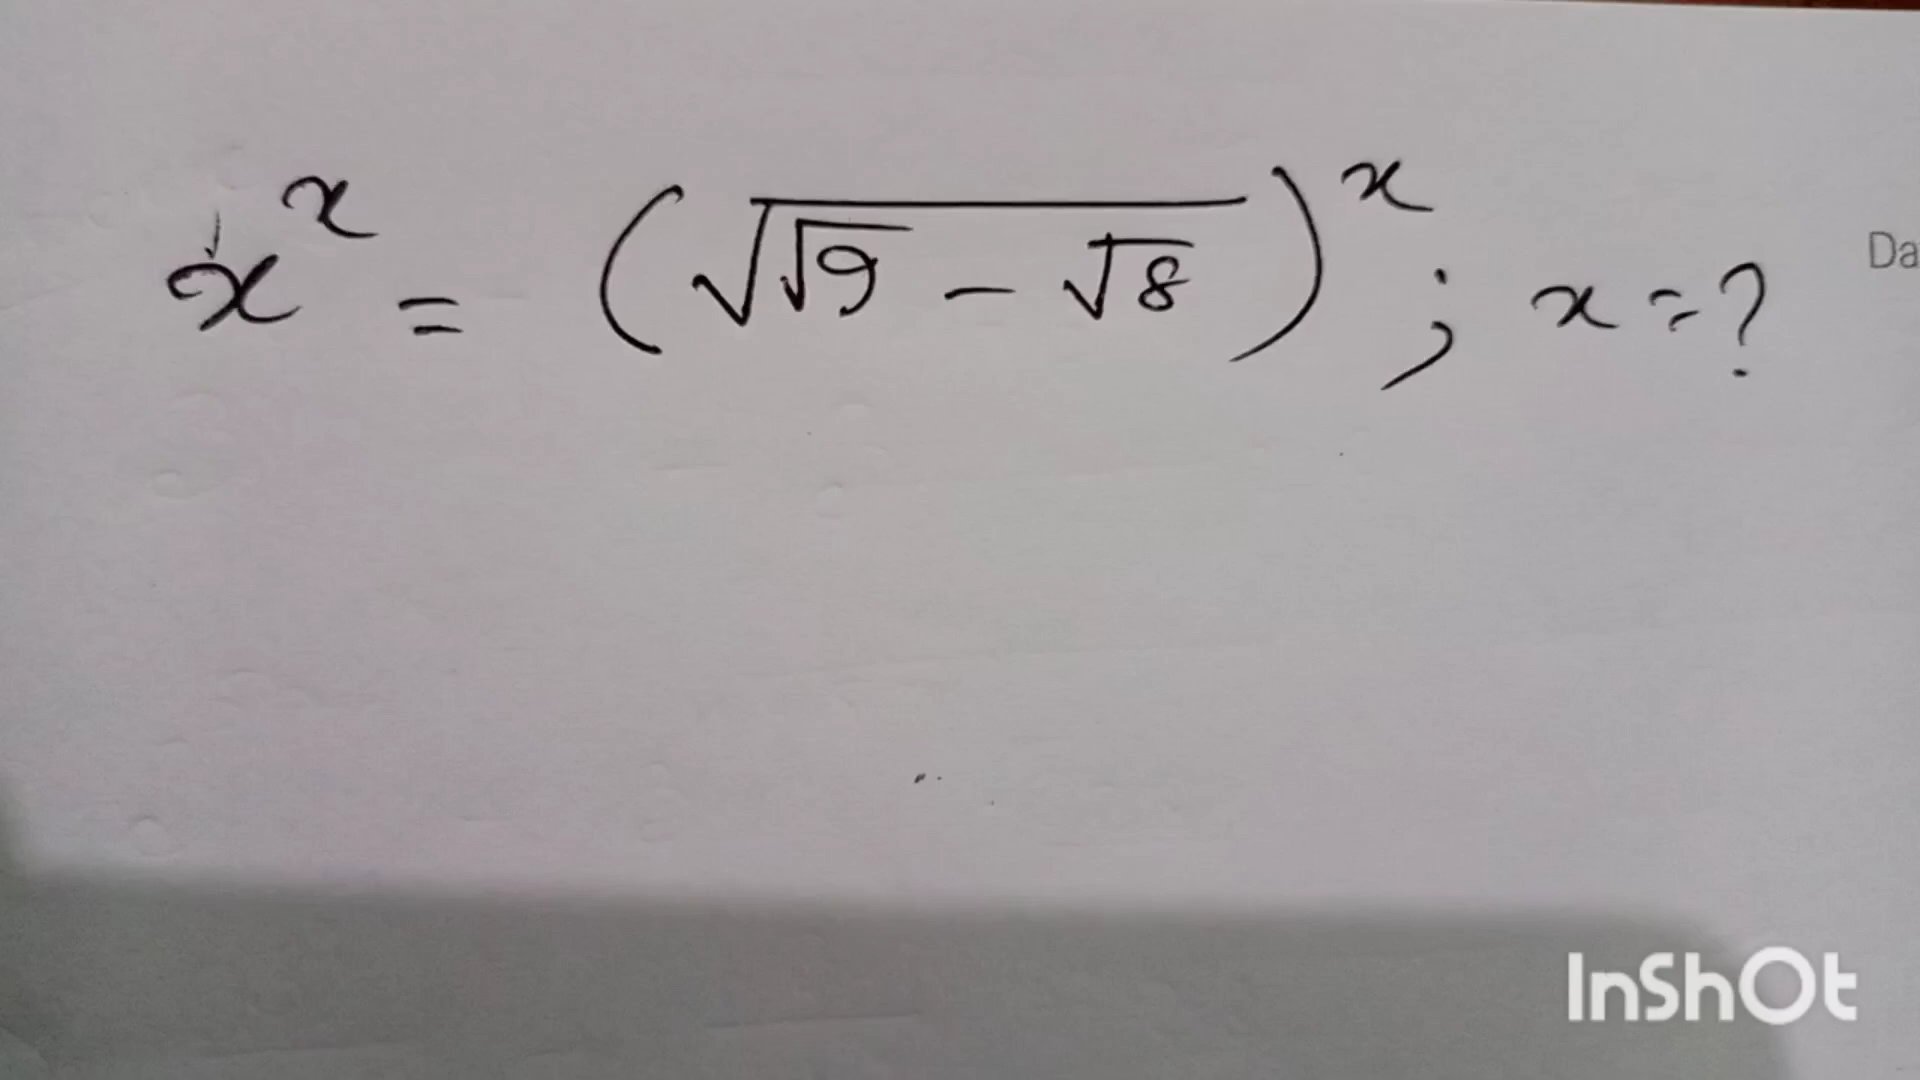 x^x = (√(√9 - √8))^x ; x = ?
Da
InShOt